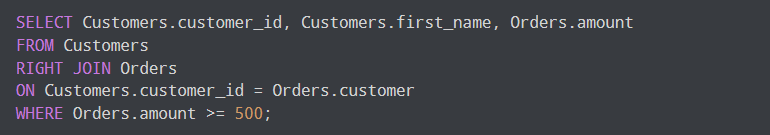 SELECT Customers.customer_id, Customers.first_name, Orders.amount
FROM Customers
RIGHT JOIN Orders
ON Customers.customer_id = Orders.customer
WHERE Orders.amount >= 500;